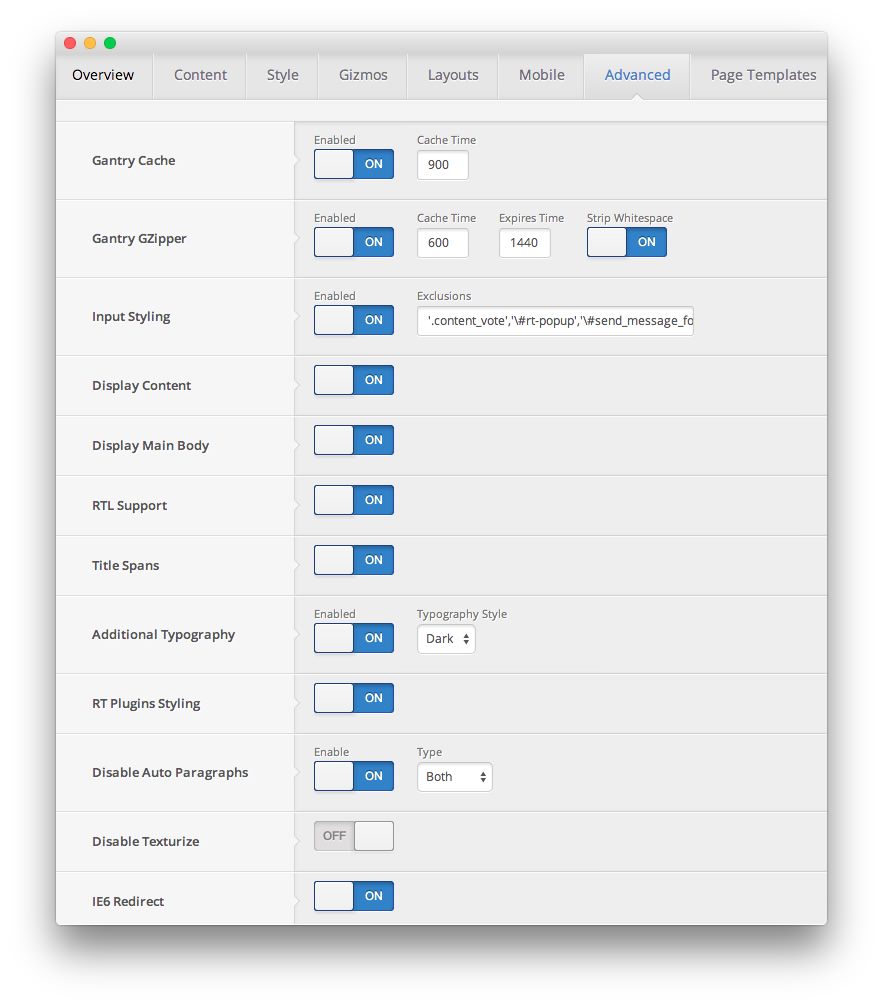 Overview Content Style Gizmos Layouts Mobile Advanced Page Templates
Enabled Cache Time
Gantry Cache ON 900
Enabled Cache Time Expires Time Strip Whitespace
Gantry GZipper ON 600 1440 ON
Enabled Exclusions
Input Styling ON '.content_vote','\#rt-popup','\#send_message_fo
Display Content ON
Display Main Body ON
RTL Support ON
Title Spans ON
Enabled Typography Style
Additional Typography ON Dark
RT Plugins Styling ON
Enable Type
Disable Auto Paragraphs ON Both
Disable Texturize OFF
IE6 Redirect ON